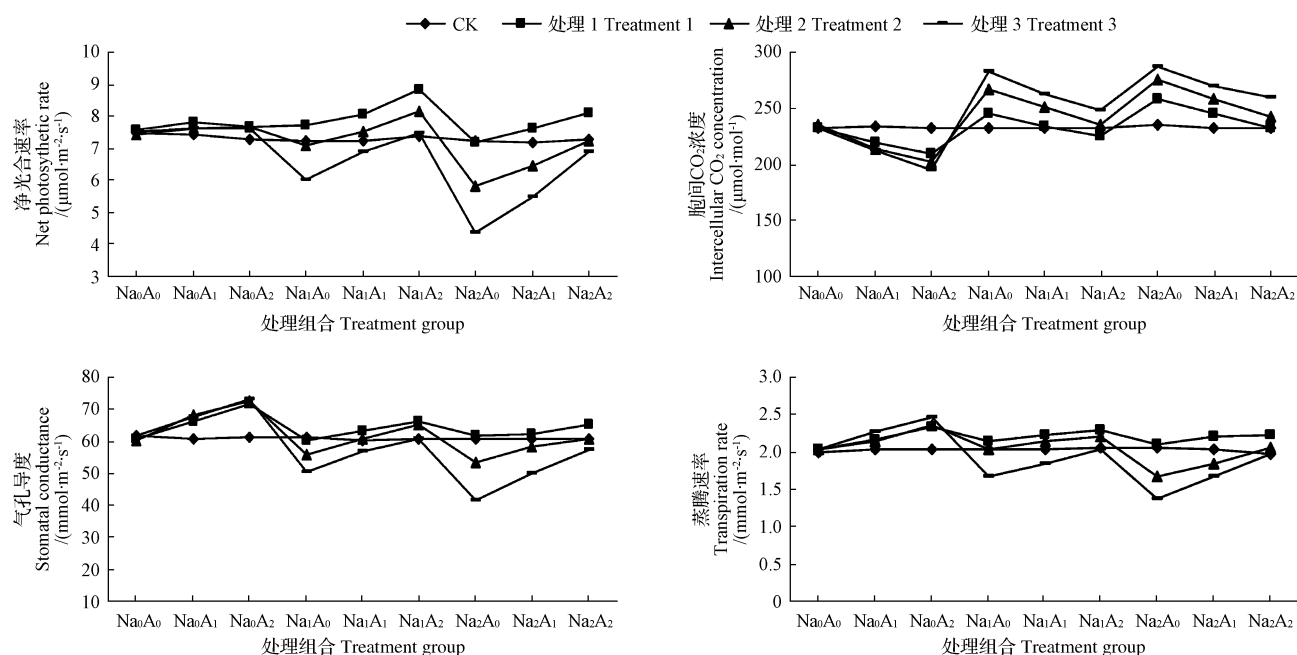 CK 处理 1 Treatment 1 处理 2 Treatment 2 处理 3 Treatment 3
净光合速率
Net photosythetic rate
/(μmol·m⁻²·s⁻¹)
10
9
8
7
6
5
4
3
Na₀A₀ Na₀A₁ Na₀A₂ Na₁A₀ Na₁A₁ Na₁A₂ Na₂A₀ Na₂A₁ Na₂A₂
处理组合 Treatment group
胞间CO₂浓度
Intercellular CO₂ concentration
/(μmol·mol⁻¹)
300
250
200
150
100
Na₀A₀ Na₀A₁ Na₀A₂ Na₁A₀ Na₁A₁ Na₁A₂ Na₂A₀ Na₂A₁ Na₂A₂
处理组合 Treatment group
气孔导度
Stomatal conductance
/(mmol·m⁻²·s⁻¹)
80
70
60
50
40
30
20
10
Na₀A₀ Na₀A₁ Na₀A₂ Na₁A₀ Na₁A₁ Na₁A₂ Na₂A₀ Na₂A₁ Na₂A₂
处理组合 Treatment group
蒸腾速率
Transpiration rate
/(mmol·m⁻²·s⁻¹)
3.0
2.5
2.0
1.5
1.0
0.5
0
Na₀A₀ Na₀A₁ Na₀A₂ Na₁A₀ Na₁A₁ Na₁A₂ Na₂A₀ Na₂A₁ Na₂A₂
处理组合 Treatment group